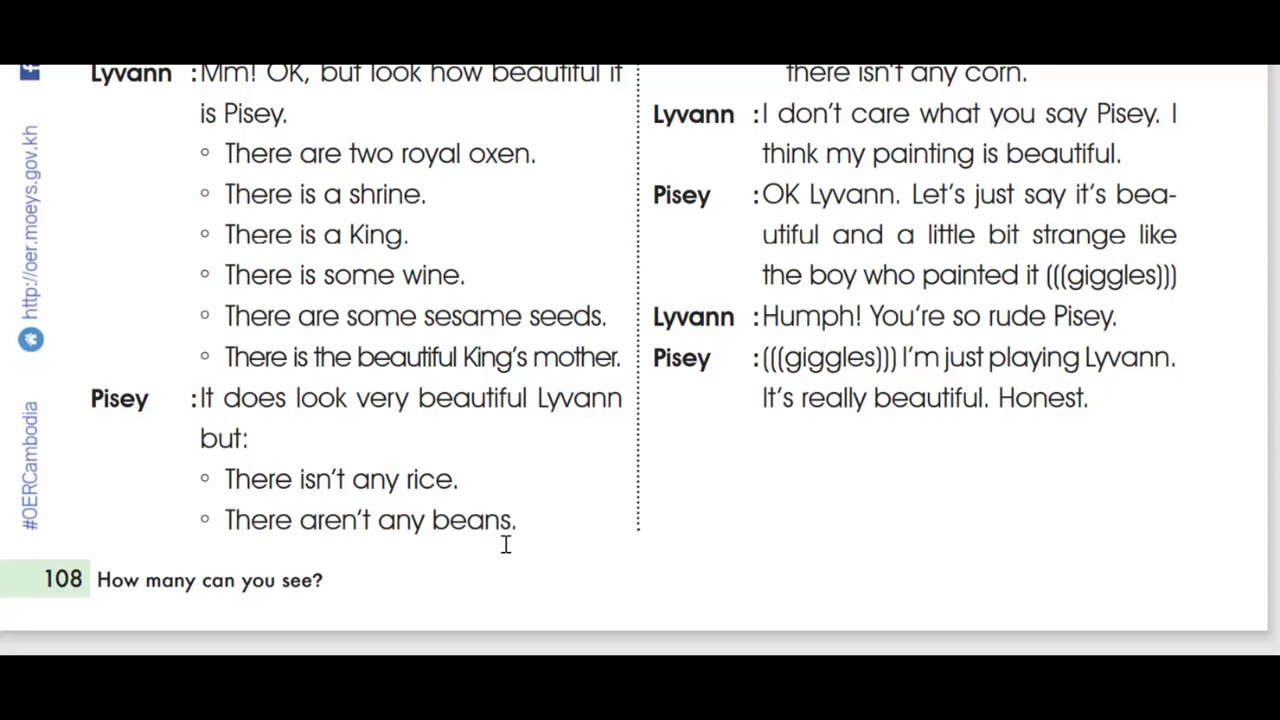 http://oer.moeys.gov.kh
#OERCambodia
Lyvann : Mm! OK, but look how beautiful it
is Pisey.
° There are two royal oxen.
° There is a shrine.
° There is a King.
° There is some wine.
° There are some sesame seeds.
° There is the beautiful King's mother.
Pisey : It does look very beautiful Lyvann
but:
° There isn't any rice.
° There aren't any beans.
there isn't any corn.
Lyvann : I don't care what you say Pisey. I
think my painting is beautiful.
Pisey : OK Lyvann. Let's just say it's bea-
utiful and a little bit strange like
the boy who painted it (((giggles)))
Lyvann : Humph! You're so rude Pisey.
Pisey : (((giggles))) I'm just playing Lyvann.
It's really beautiful. Honest.
108 How many can you see?